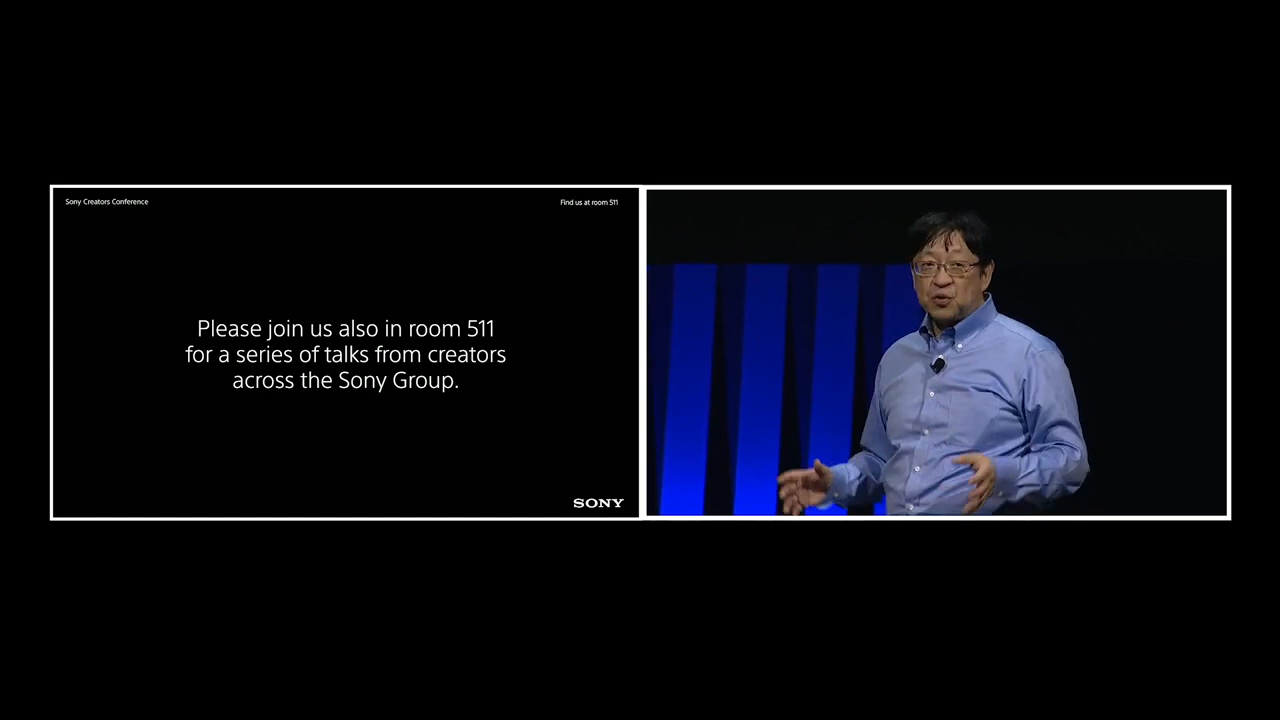 Sony Creators Conference
Find us at room 511
Please join us also in room 511
for a series of talks from creators
across the Sony Group.
SONY